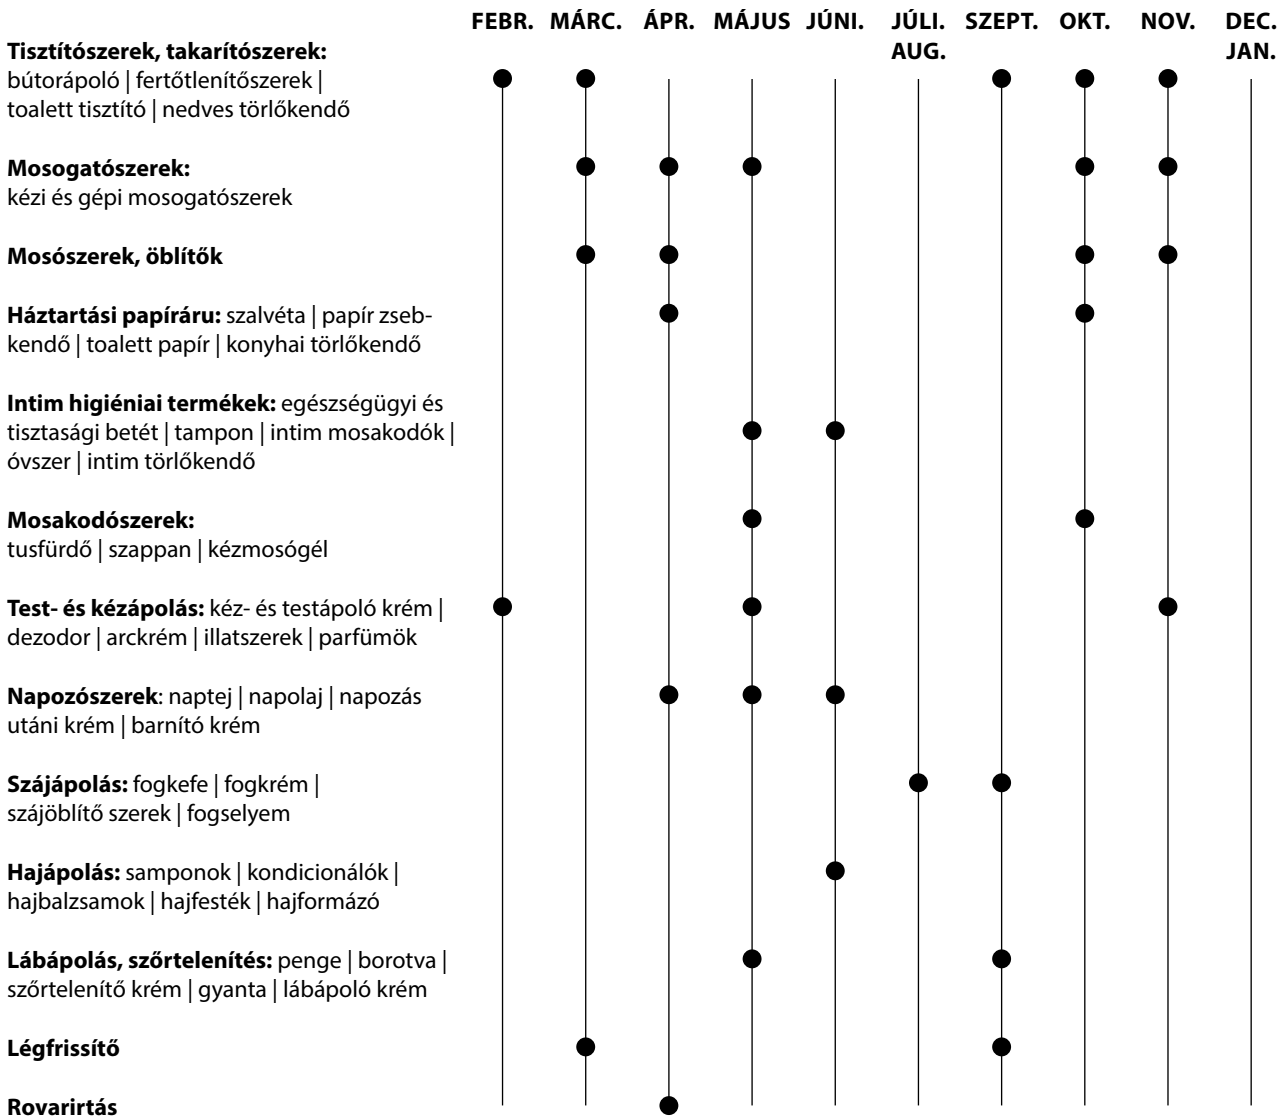 FEBR. MÁRC. ÁPR. MÁJUS JÚNI. JÚLI. SZEPT. OKT. NOV. DEC.
AUG. JAN.
Tisztítószerek, takarítószerek:
bútorápoló | fertőtlenítőszerek |
toalett tisztító | nedves törlőkendő
Mosogatószerek:
kézi és gépi mosogatószerek
Mosószerek, öblítők
Háztartási papíráru: szalvéta | papír zseb-
kendő | toalett papír | konyhai törlőkendő
Intim higiéniai termékek: egészségügyi és
tisztasági betét | tampon | intim mosakodók |
óvszer | intim törlőkendő
Mosakodószerek:
tusfürdő | szappan | kézmosógél
Test- és kézápolás: kéz- és testápoló krém |
dezodor | arckrém | illatszerek | parfümök
Napozószerek: naptej | napolaj | napozás
utáni krém | barnító krém
Szájápolás: fogkefe | fogkrém |
szájöblítő szerek | fogselyem
Hajápolás: samponok | kondicionálók |
hajbalzsamok | hajfesték | hajformázó
Lábápolás, szőrtelenítés: penge | borotva |
szőrtelenítő krém | gyanta | lábápoló krém
Légfrissítő
Rovarirtás